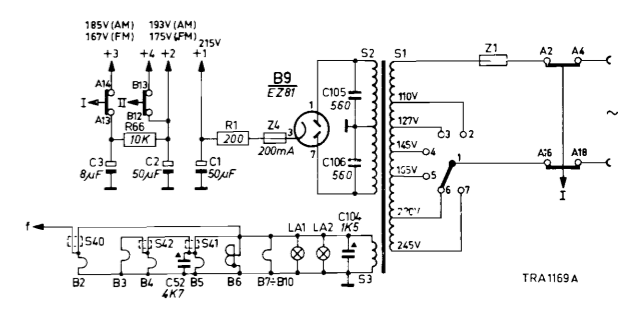 185V(AM) 193V(AM)
167V(FM) 175V(FM) 215V
+3 +4 +2 +1
S2 S1 Z1 A2 A4
B9
EZ81
A14 B13
I II
A13 B12
C105
560
110V
1
R66
10K
R1
200
Z4
200mA
3
127V
3 2
7
C106
560
145V
4
1
A16 A18
C3
8µF
C2
50µF
C1
50µF
5
6 7
I
f
S40 S42 S41 LA1 LA2 C104
1K5
245V
S3
B2 B3 B4 C52
4K7
B5 B6 B7÷B10
TRA1169A